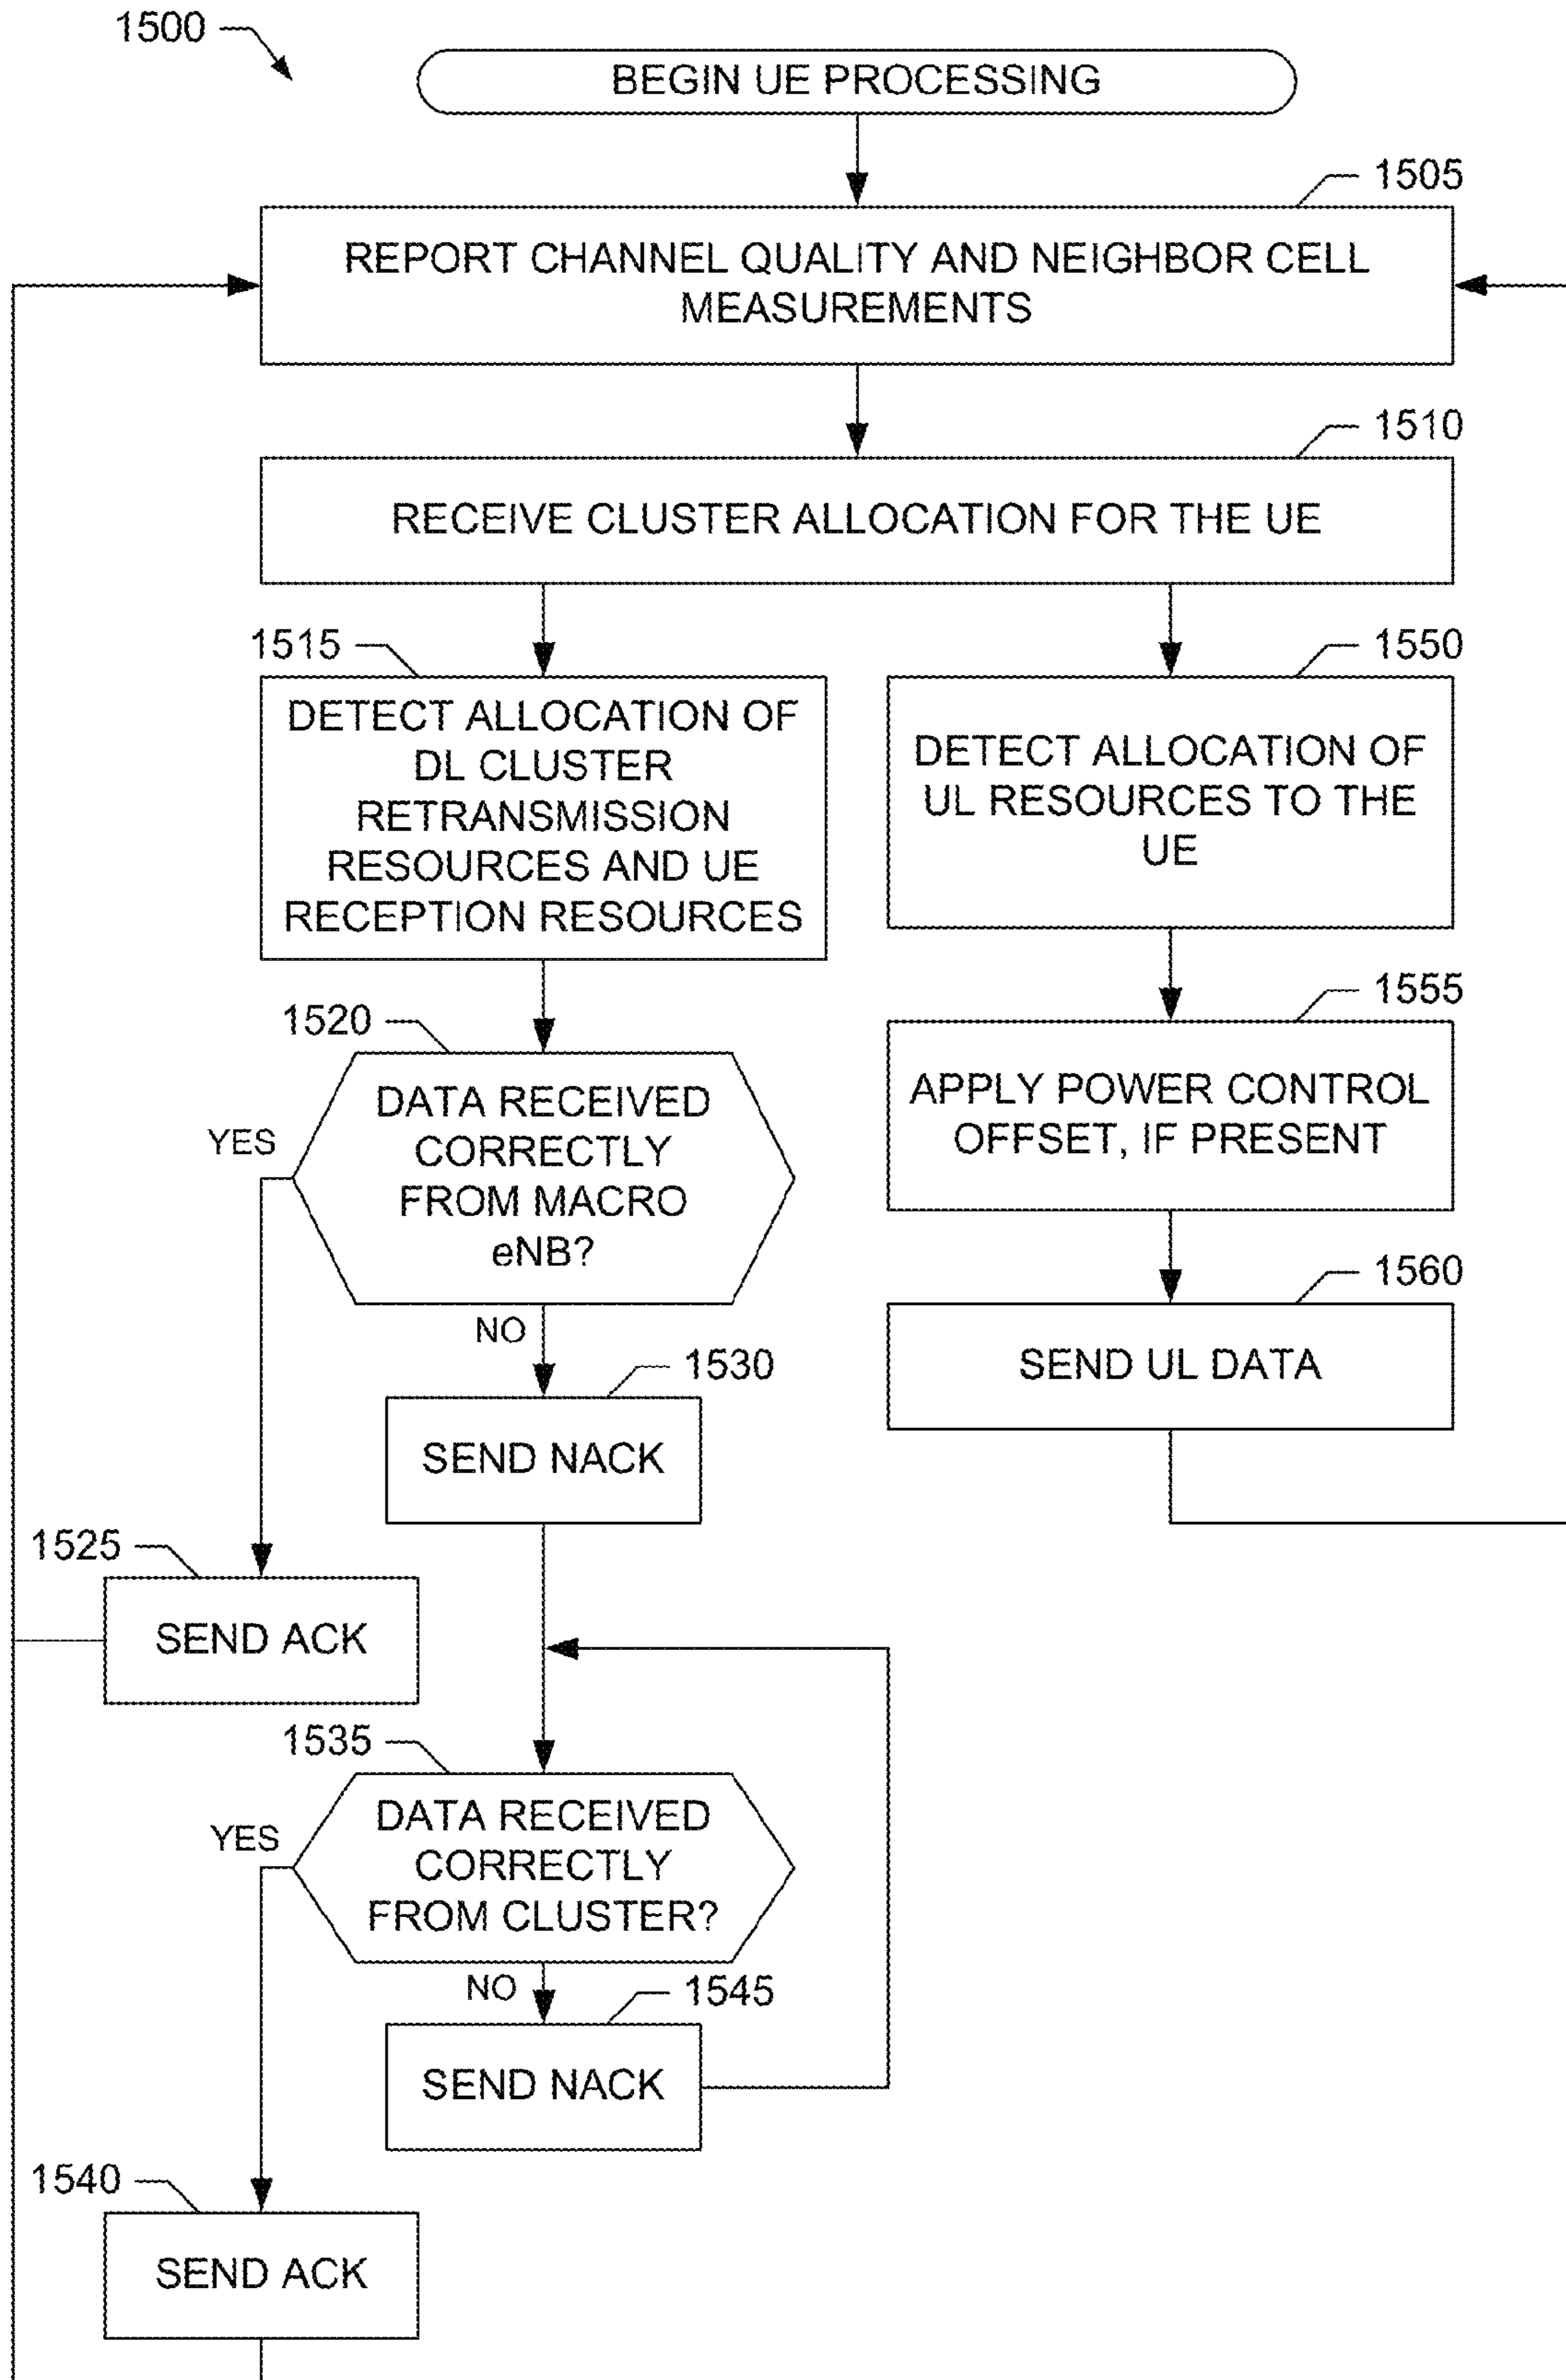 1500
BEGIN UE PROCESSING
1505
REPORT CHANNEL QUALITY AND NEIGHBOR CELL
MEASUREMENTS
1510
RECEIVE CLUSTER ALLOCATION FOR THE UE
1515
DETECT ALLOCATION OF
DL CLUSTER
RETRANSMISSION
RESOURCES AND UE
RECEPTION RESOURCES
1550
DETECT ALLOCATION OF
UL RESOURCES TO THE
UE
1520
DATA RECEIVED
CORRECTLY
FROM MACRO
eNB?
YES
NO
1555
APPLY POWER CONTROL
OFFSET, IF PRESENT
1560
SEND UL DATA
1530
SEND NACK
1525
SEND ACK
1535
DATA RECEIVED
CORRECTLY
FROM CLUSTER?
YES
NO
1545
SEND NACK
1540
SEND ACK